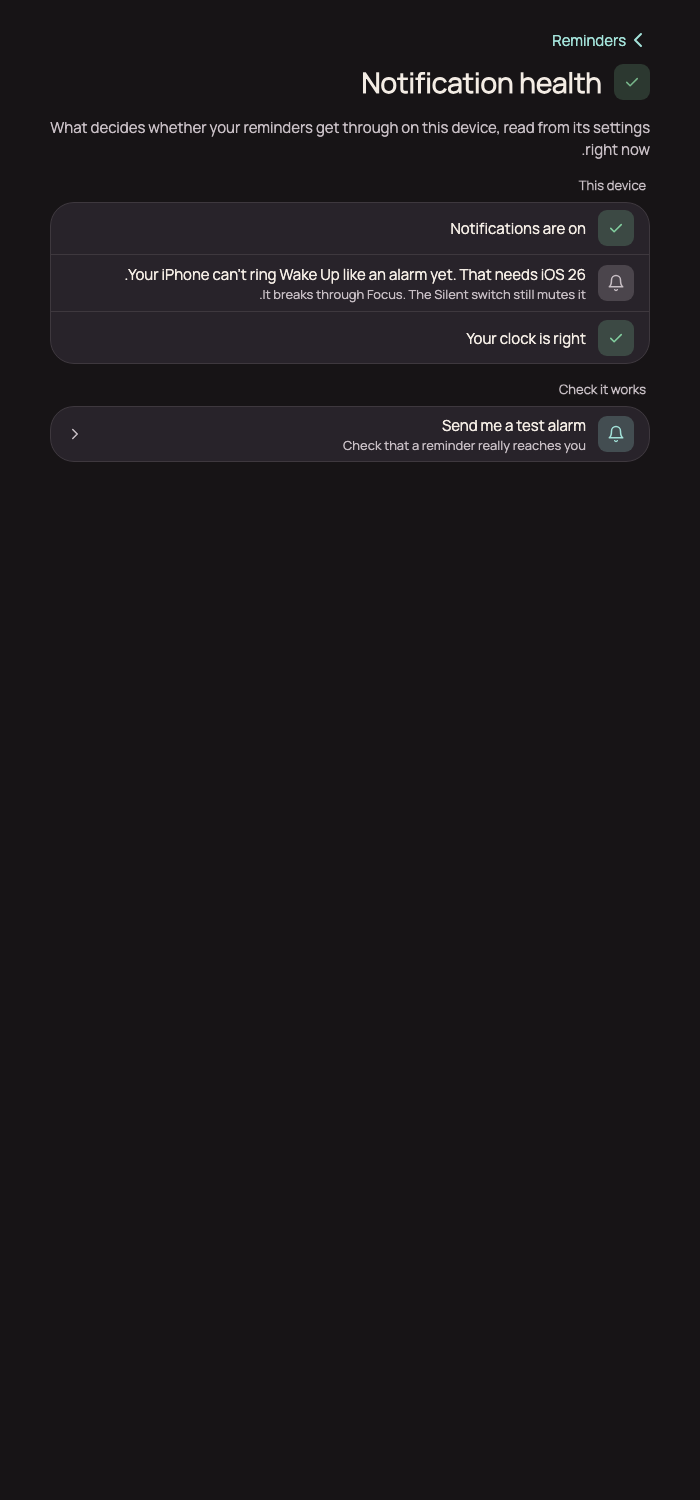 Reminders
Notification health
What decides whether your reminders get through on this device, read from its settings
.right now
This device
Notifications are on
.Your iPhone can't ring Wake Up like an alarm yet. That needs iOS 26
.It breaks through Focus. The Silent switch still mutes it
Your clock is right
Check it works
Send me a test alarm
Check that a reminder really reaches you